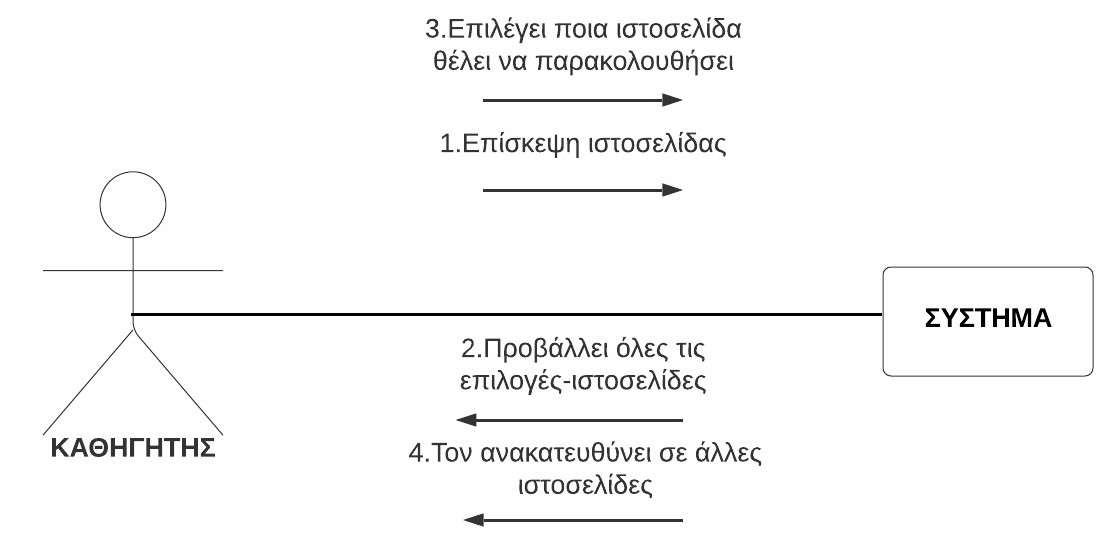 3.Επιλέγει ποια ιστοσελίδα
θέλει να παρακολουθήσει
1.Επίσκεψη ιστοσελίδας
ΣΥΣΤΗΜΑ
2.Προβάλλει όλες τις
επιλογές-ιστοσελίδες
ΚΑΘΗΓΗΤΗΣ
4.Τον ανακατευθύνει σε άλλες
ιστοσελίδες